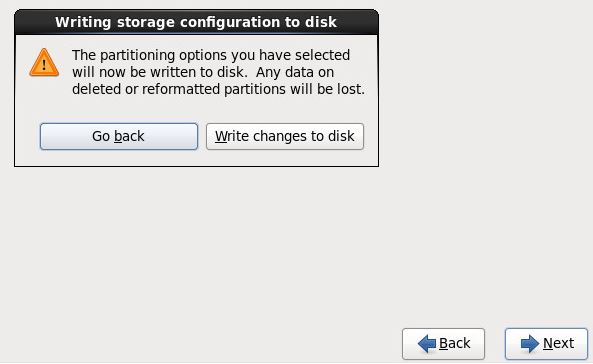 Writing storage configuration to disk
The partitioning options you have selected
will now be written to disk.  Any data on
deleted or reformatted partitions will be lost.
Go back
Write changes to disk
Back
Next